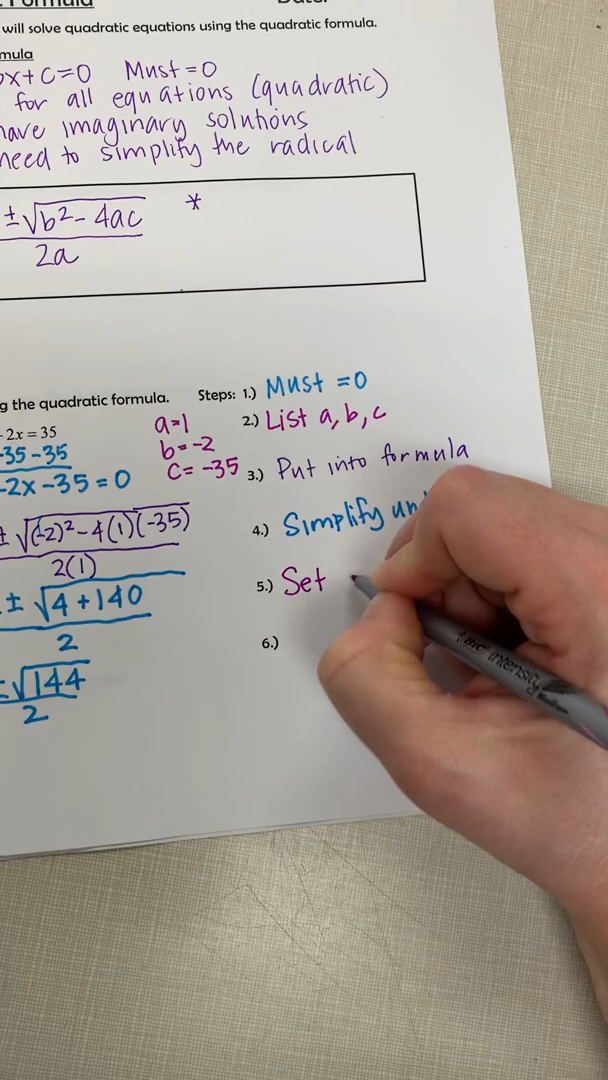 will solve quadratic equations using the quadratic formula.
mula
x+c=0 Must=0
for all equations (quadratic)
have imaginary solutions
need to simplify the radical
±√b²-4ac *
2a
g the quadratic formula. Steps: 1.) Must =0
2x = 35 a=1 2.) List a, b, c
-35 -35 b=-2
-2x-35=0 c= -35 3.) Put into formula
± √(-2)²-4(1)(-35) 4.) Simplify
2(1)
± √4+140 5.) Set
2
6.)
√144
2
BIC intensity